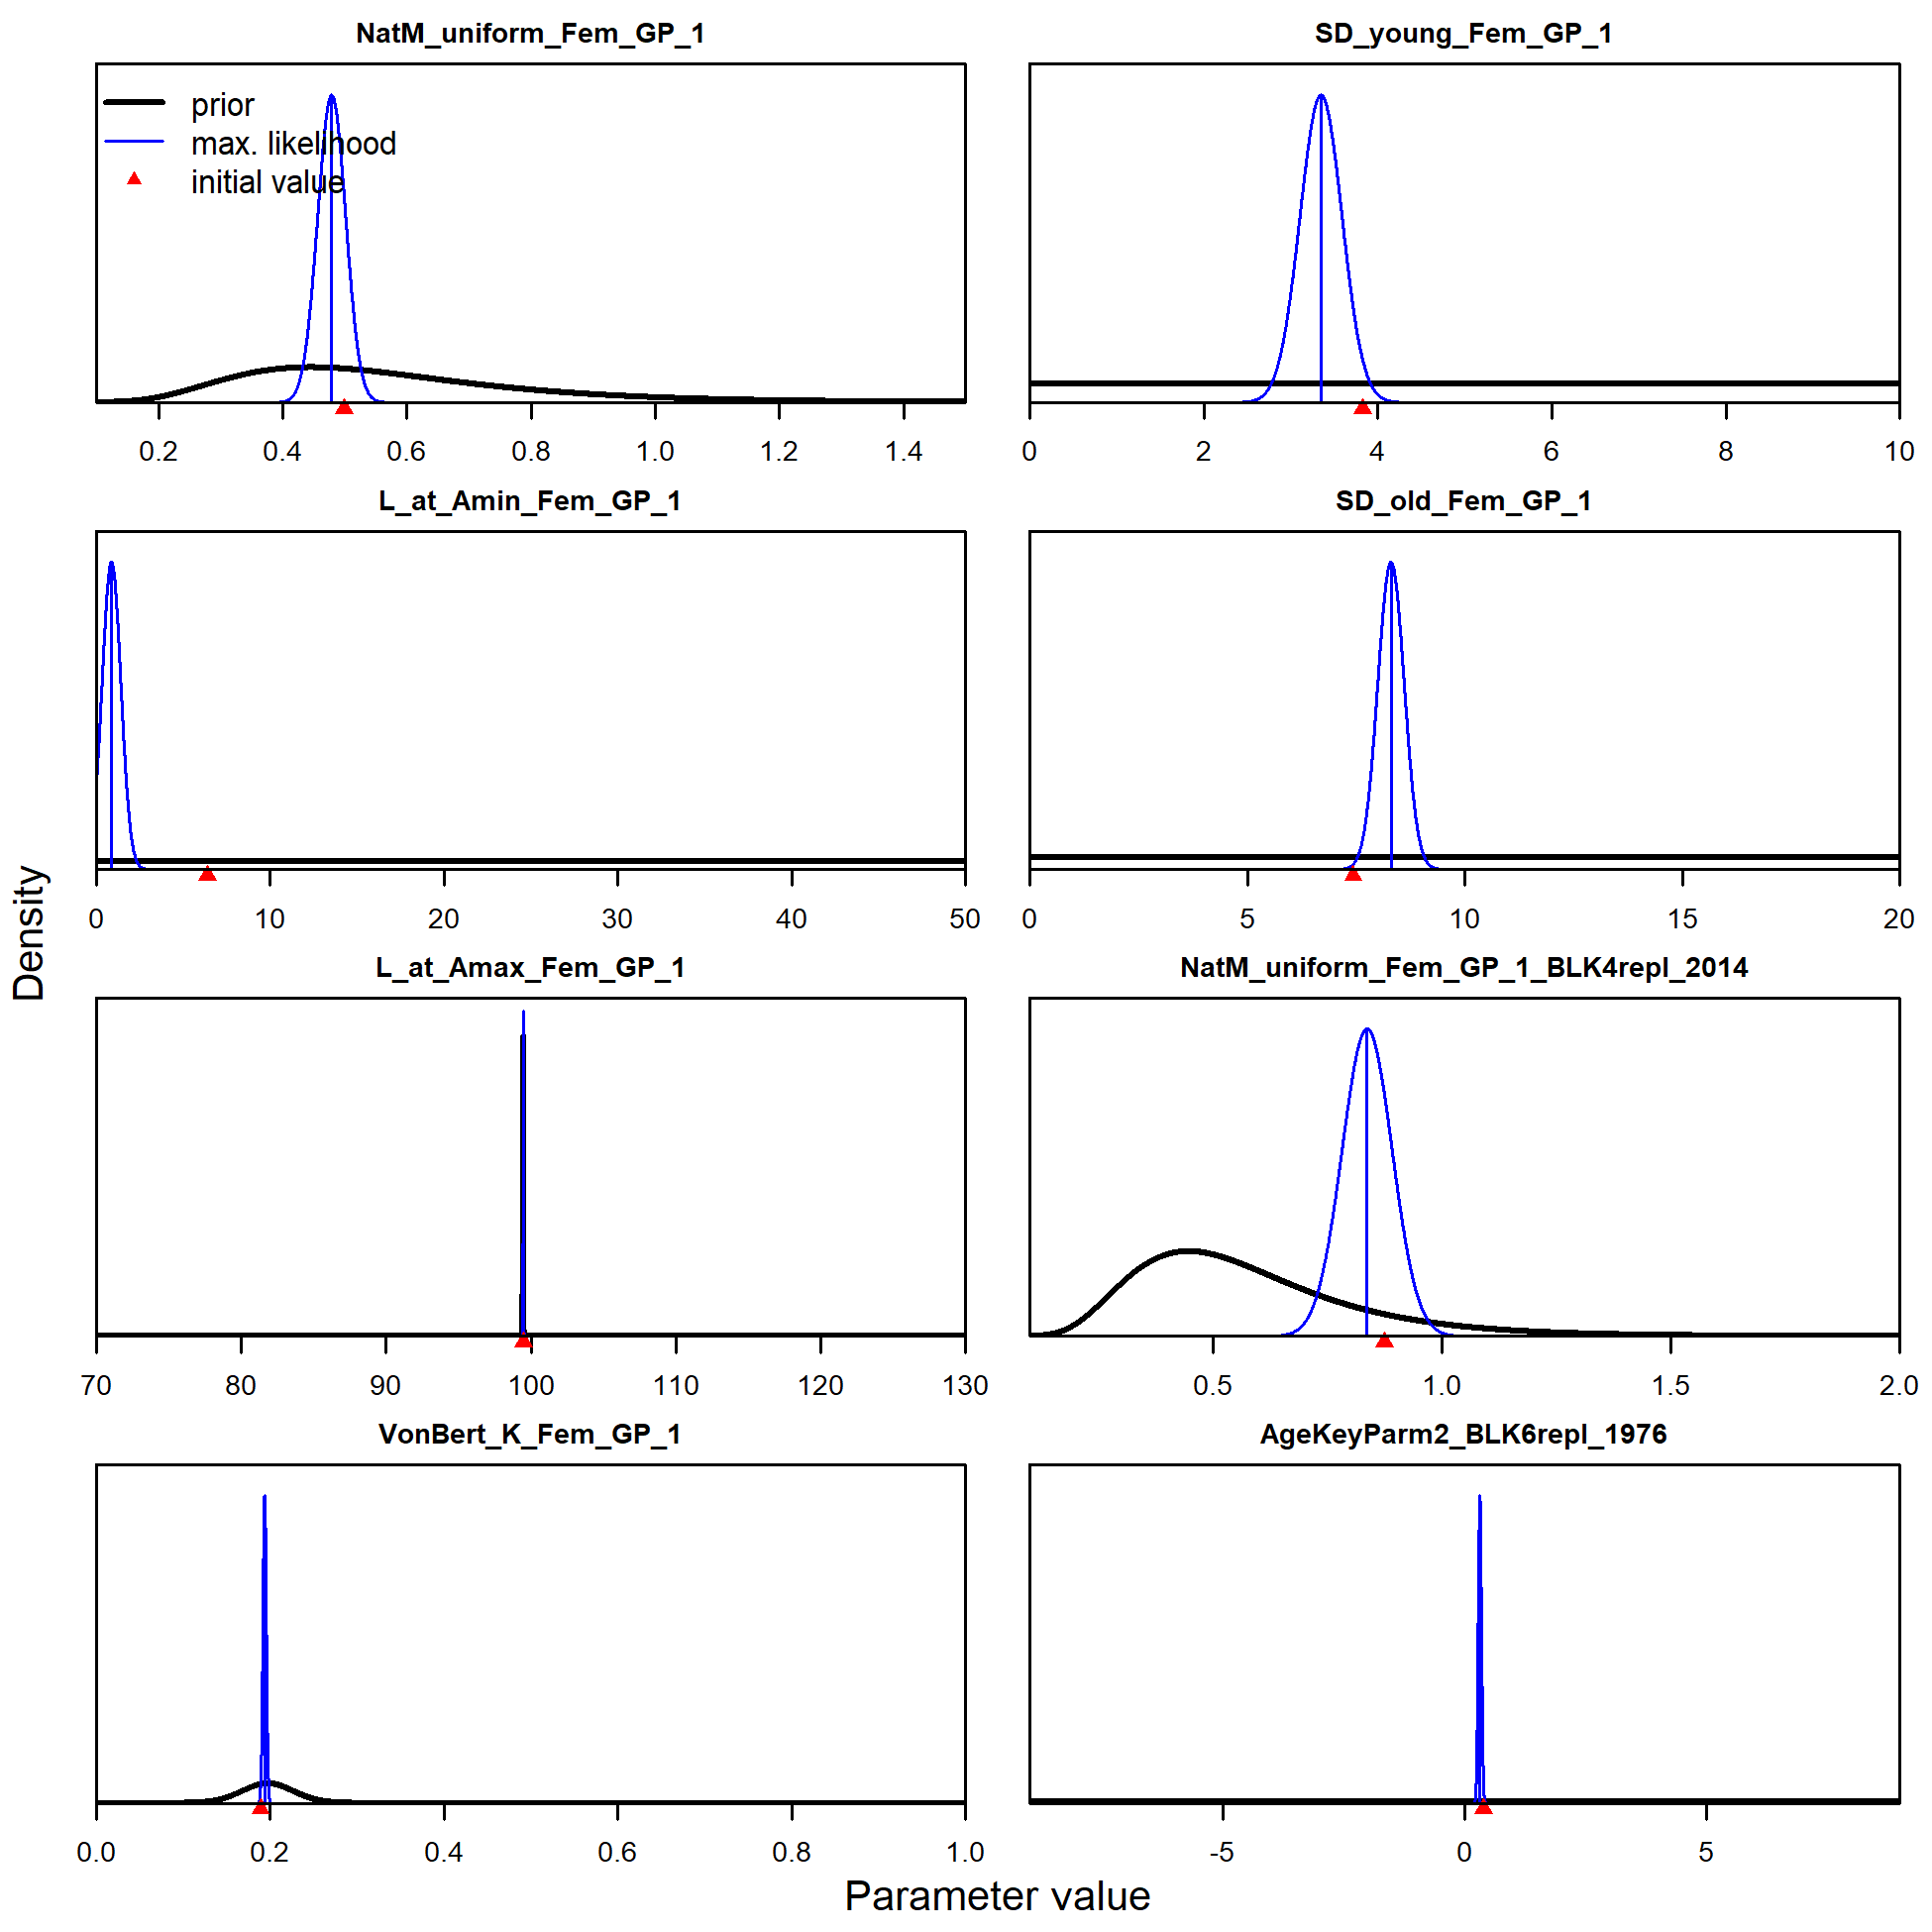 NatM_uniform_Fem_GP_1
prior
max. likelihood
initial value
0.2 0.4 0.6 0.8 1.0 1.2 1.4
SD_young_Fem_GP_1
0 2 4 6 8 10
L_at_Amin_Fem_GP_1
0 10 20 30 40 50
SD_old_Fem_GP_1
0 5 10 15 20
L_at_Amax_Fem_GP_1
70 80 90 100 110 120 130
NatM_uniform_Fem_GP_1_BLK4repl_2014
0.5 1.0 1.5 2.0
VonBert_K_Fem_GP_1
0.0 0.2 0.4 0.6 0.8 1.0
AgeKeyParm2_BLK6repl_1976
-5 0 5
Density
Parameter value